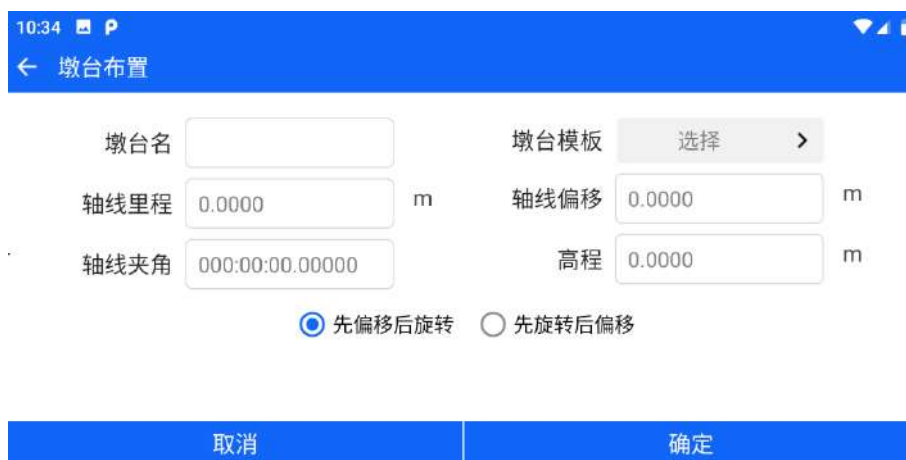 10:34
墩台布置
墩台名 墩台模板 选择
轴线里程 0.0000 m 轴线偏移 0.0000 m
轴线夹角 000:00:00.00000 高程 0.0000 m
先偏移后旋转 先旋转后偏移
取消 确定